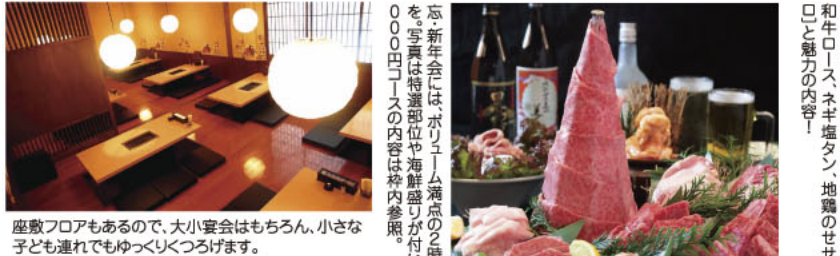 和牛ロース、ネギ塩タン、地鶏のせせ
ロ]と魅力の内容!
忘・新年会には、ボリューム満点の2時
を。写真は特選部位や海鮮盛りが付い
000円コースの内容は枠内参照。
座敷フロアもあるので、大小宴会はもちろん、小さな
子ども連れでもゆっくりくつろげます。